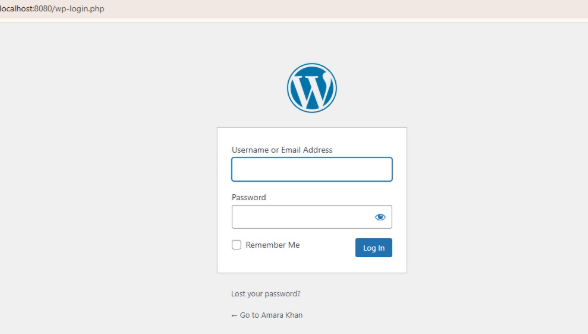 localhost:8080/wp-login.php
Username or Email Address
Password
Remember Me
Log In
Lost your password?
← Go to Amara Khan